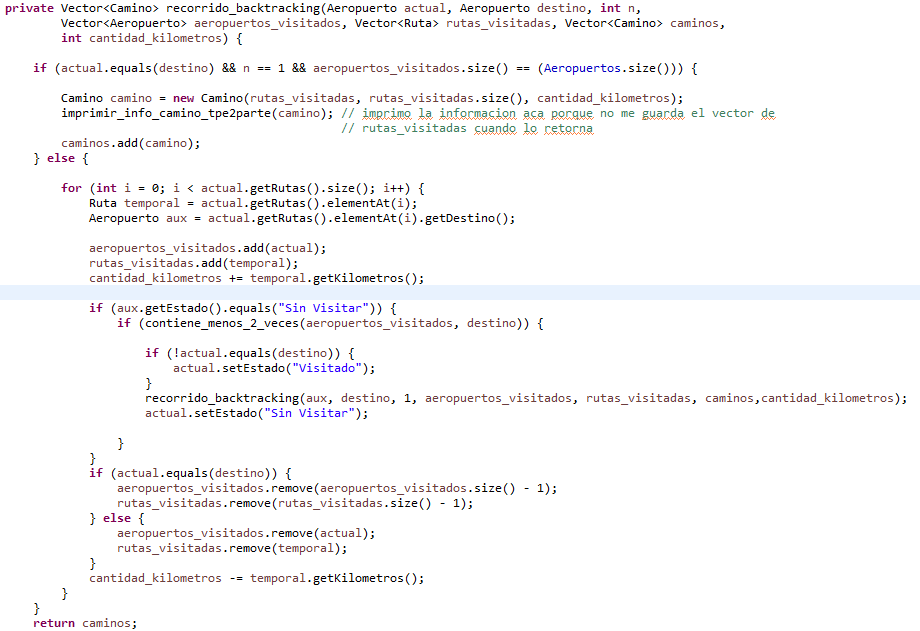 private Vector<Camino> recorrido_backtracking(Aeropuerto actual, Aeropuerto destino, int n,
        Vector<Aeropuerto> aeropuertos_visitados, Vector<Ruta> rutas_visitadas, Vector<Camino> caminos,
        int cantidad_kilometros) {

    if (actual.equals(destino) && n == 1 && aeropuertos_visitados.size() == (Aeropuertos.size())) {

        Camino camino = new Camino(rutas_visitadas, rutas_visitadas.size(), cantidad_kilometros);
        imprimir_info_camino_tpe2parte(camino); // imprimo la informacion aca porque no me guarda el vector de
                                                // rutas_visitadas cuando lo retorna
        caminos.add(camino);
    } else {

        for (int i = 0; i < actual.getRutas().size(); i++) {
            Ruta temporal = actual.getRutas().elementAt(i);
            Aeropuerto aux = actual.getRutas().elementAt(i).getDestino();

            aeropuertos_visitados.add(actual);
            rutas_visitadas.add(temporal);
            cantidad_kilometros += temporal.getKilometros();

            if (aux.getEstado().equals("Sin Visitar")) {
                if (contiene_menos_2_veces(aeropuertos_visitados, destino)) {

                    if (!actual.equals(destino)) {
                        actual.setEstado("Visitado");
                    }
                    recorrido_backtracking(aux, destino, 1, aeropuertos_visitados, rutas_visitadas, caminos,cantidad_kilometros);
                    actual.setEstado("Sin Visitar");

                }
            }
            if (actual.equals(destino)) {
                aeropuertos_visitados.remove(aeropuertos_visitados.size() - 1);
                rutas_visitadas.remove(rutas_visitadas.size() - 1);
            } else {
                aeropuertos_visitados.remove(actual);
                rutas_visitadas.remove(temporal);
            }
            cantidad_kilometros -= temporal.getKilometros();
        }
    }
    return caminos;